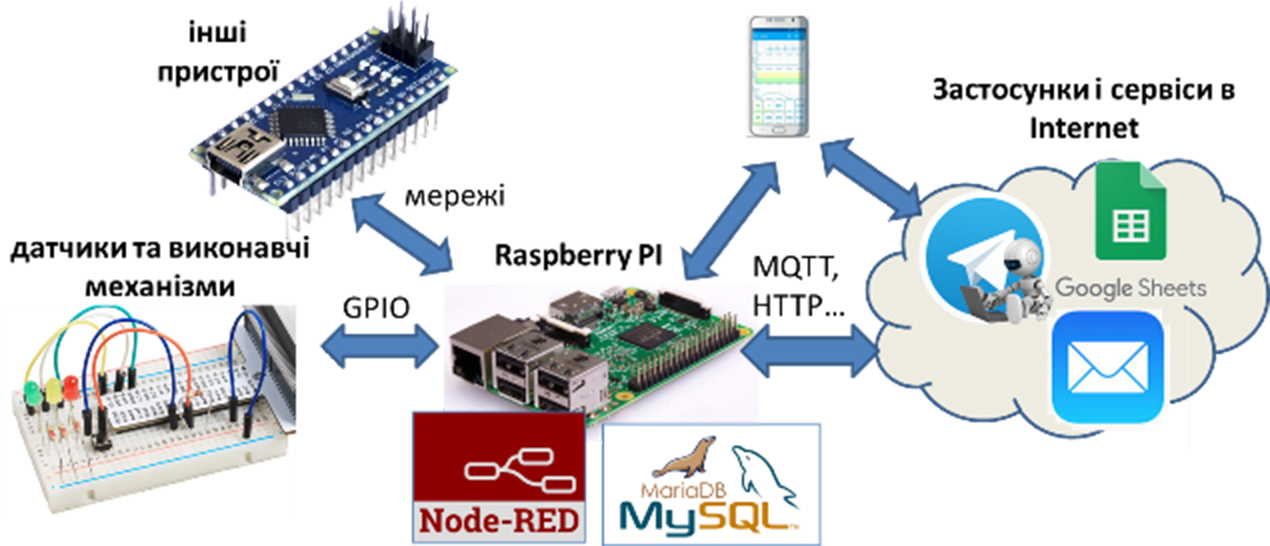 інші
пристрої
Застосунки і сервіси в
Internet
мережі
датчики та виконавчі
механізми
Raspberry PI
MQTT,
HTTP...
GPIO
Google Sheets
Node-RED
MariaDB
MySQL